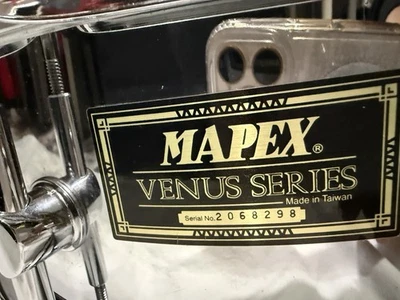 MAPEX®
VENUS SERIES
Made in Taiwan
Serial No. 2068298